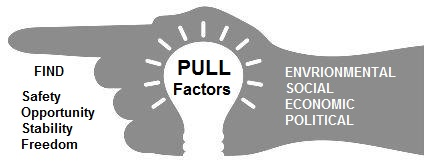 FIND
Safety
Opportunity
Stability
Freedom
PULL
Factors
ENVRIONMENTAL
SOCIAL
ECONOMIC
POLITICAL